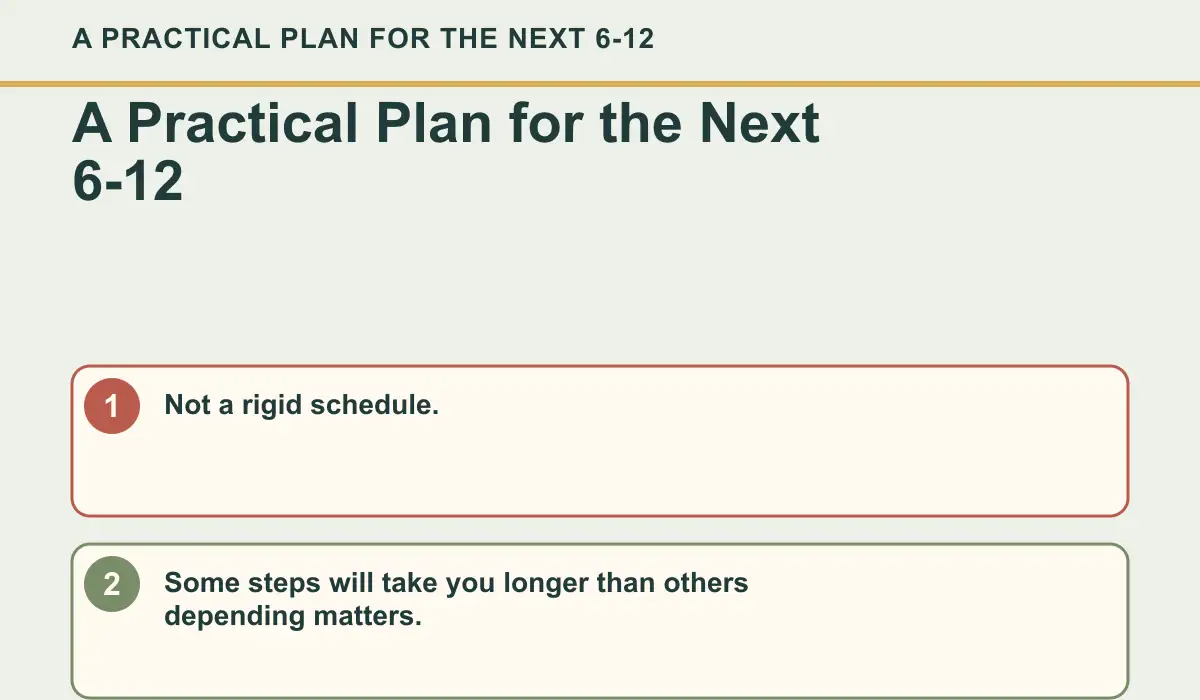 A PRACTICAL PLAN FOR THE NEXT 6-12
A Practical Plan for the Next
6-12
1
Not a rigid schedule.
2
Some steps will take you longer than others
depending matters.